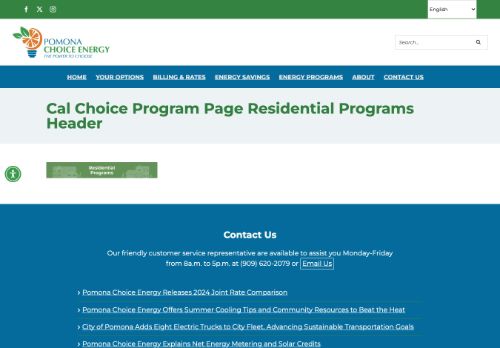 English
POMONA
CHOICE ENERGY
THE POWER TO CHOOSE
Search...
HOME YOUR OPTIONS BILLING & RATES ENERGY SAVINGS ENERGY PROGRAMS ABOUT CONTACT US
Cal Choice Program Page Residential Programs
Header
Residential
Programs
Contact Us
Our friendly customer service representative are available to assist you Monday-Friday
from 8a.m. to 5p.m. at (909) 620-2079 or Email Us
› Pomona Choice Energy Releases 2024 Joint Rate Comparison
› Pomona Choice Energy Offers Summer Cooling Tips and Community Resources to Beat the Heat
› City of Pomona Adds Eight Electric Trucks to City Fleet, Advancing Sustainable Transportation Goals
› Pomona Choice Energy Explains Net Energy Metering and Solar Credits